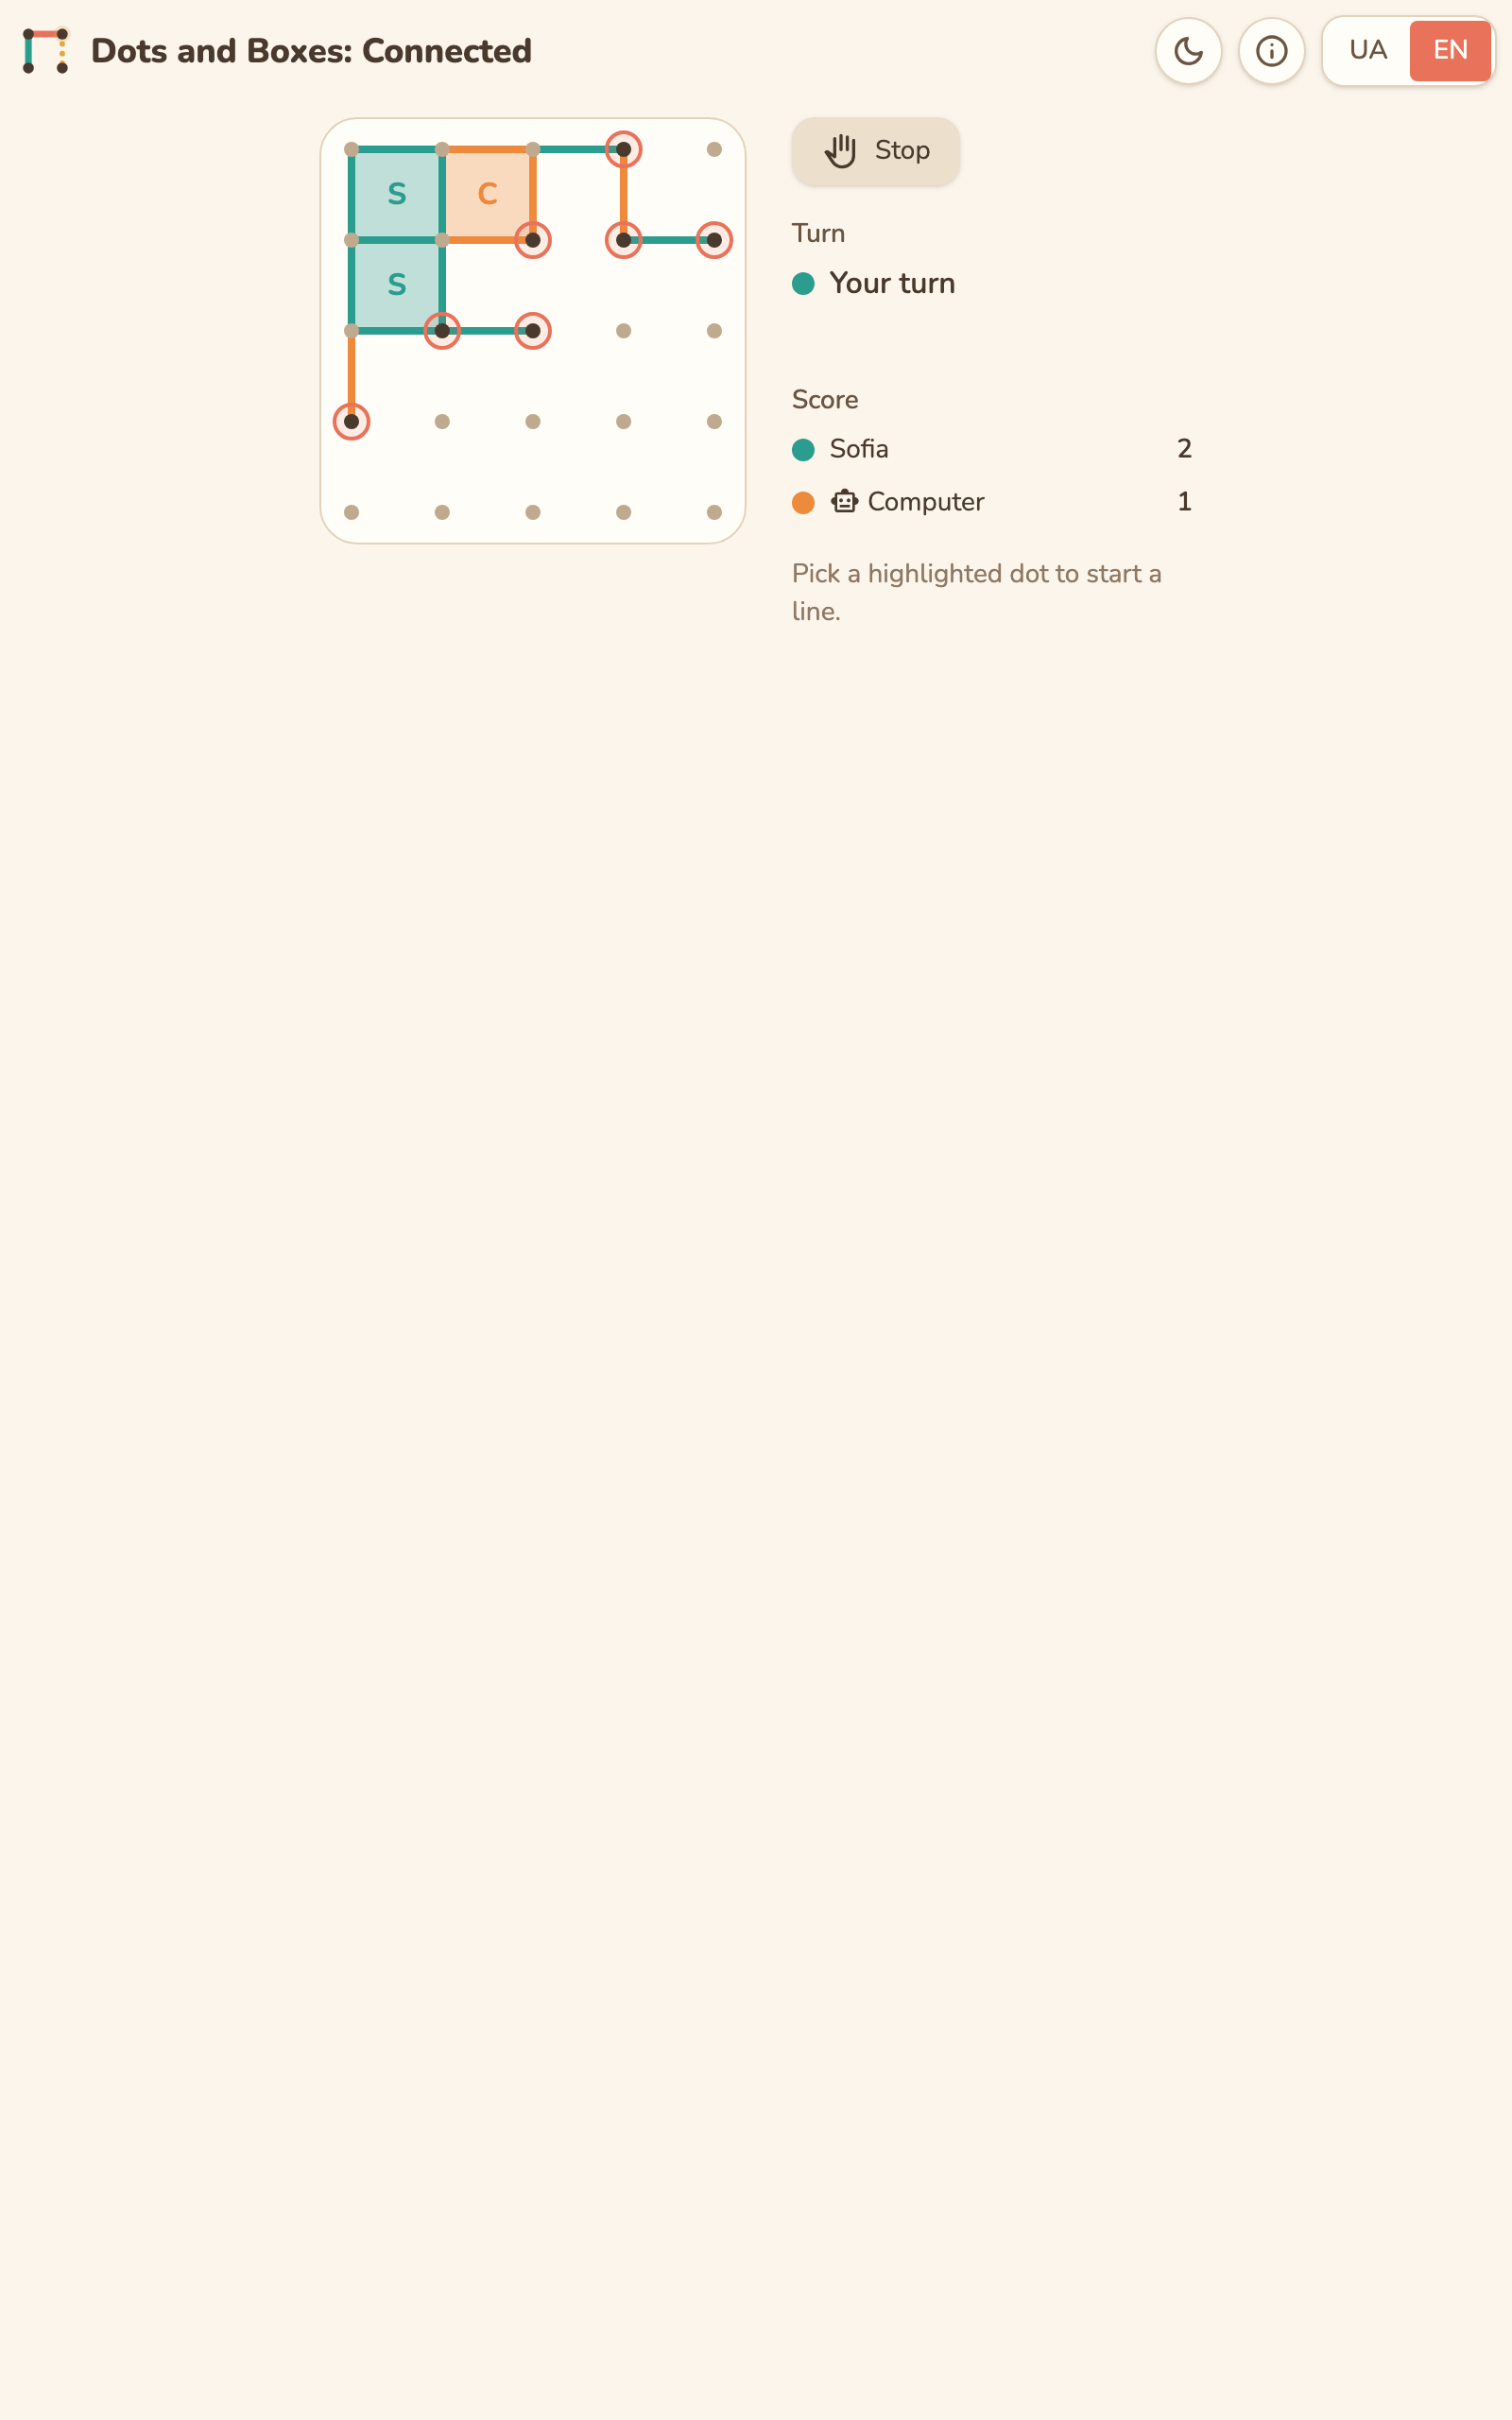 Dots and Boxes: Connected
UA
EN
S
C
S
Stop
Turn
Your turn
Score
Sofia 2
Computer 1
Pick a highlighted dot to start a
line.